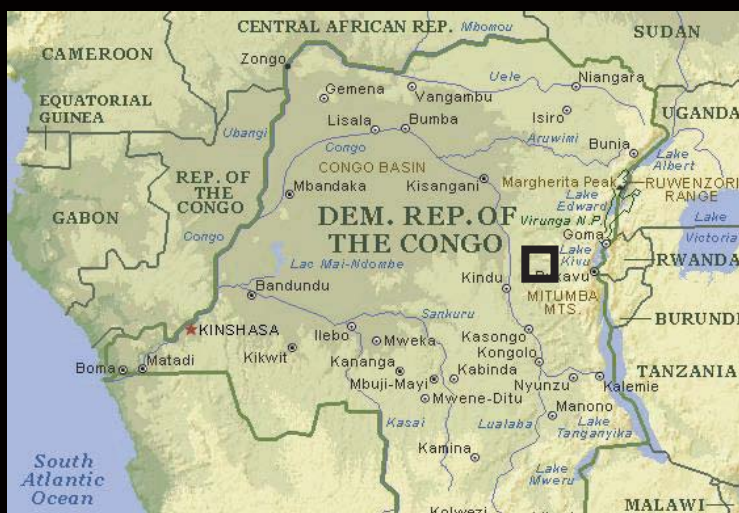 CENTRAL AFRICAN REP.
Mbomou
SUDAN
CAMEROON
Zongo
Uele
Niangara
Gemena
Vangambu
EQUATORIAL
GUINEA
UGANDA
Isiro
Lisala
Bumba
Ubangi
Aruwimi
Bunia
Congo
Lake
Albert
CONGO BASIN
REP. OF
THE
CONGO
Mbandaka
Kisangani
Margherita Peak
RUWENZORI
RANGE
GABON
Lake
Edward
DEM. REP. OF
THE CONGO
Virunga N.P.
Lake
Victoria
Congo
Goma
Lake
Kivu
RWANDA
Lac Mai-Ndombe
Kindu
MITUMBA
MTS.
Bandundu
BURUNDI
Sankuru
KINSHASA
Ilebo
Mweka
Kasongo
Kongolo
Matadi
Boma
Kikwit
Kananga
Kabinda
TANZANIA
Mbuji-Mayi
Nyunzu
Kalemie
Mwene-Ditu
Manono
Kasai
Lualaba
Lake
Tanganyika
Kamina
South
Atlantic
Ocean
Lake
Mweru
MALAWI
Kolwezi